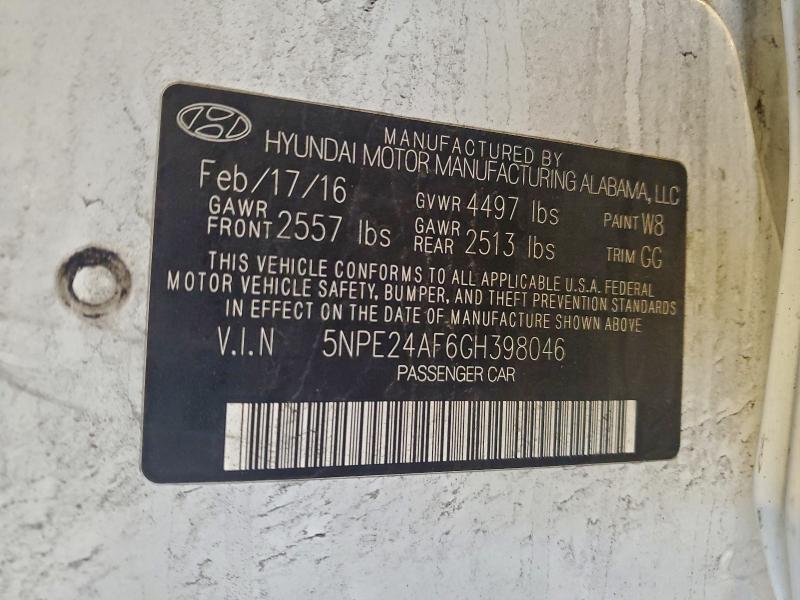 MANUFACTURED BY
HYUNDAI MOTOR MANUFACTURING ALABAMA, LLC
Feb/17/16 GVWR 4497 lbs PAINT W8
GAWR FRONT 2557 lbs GAWR REAR 2513 lbs TRIM GG
THIS VEHICLE CONFORMS TO ALL APPLICABLE U.S.A. FEDERAL
MOTOR VEHICLE SAFETY, BUMPER, AND THEFT PREVENTION STANDARDS
IN EFFECT ON THE DATE OF MANUFACTURE SHOWN ABOVE
V.I.N 5NPE24AF6GH398046
PASSENGER CAR